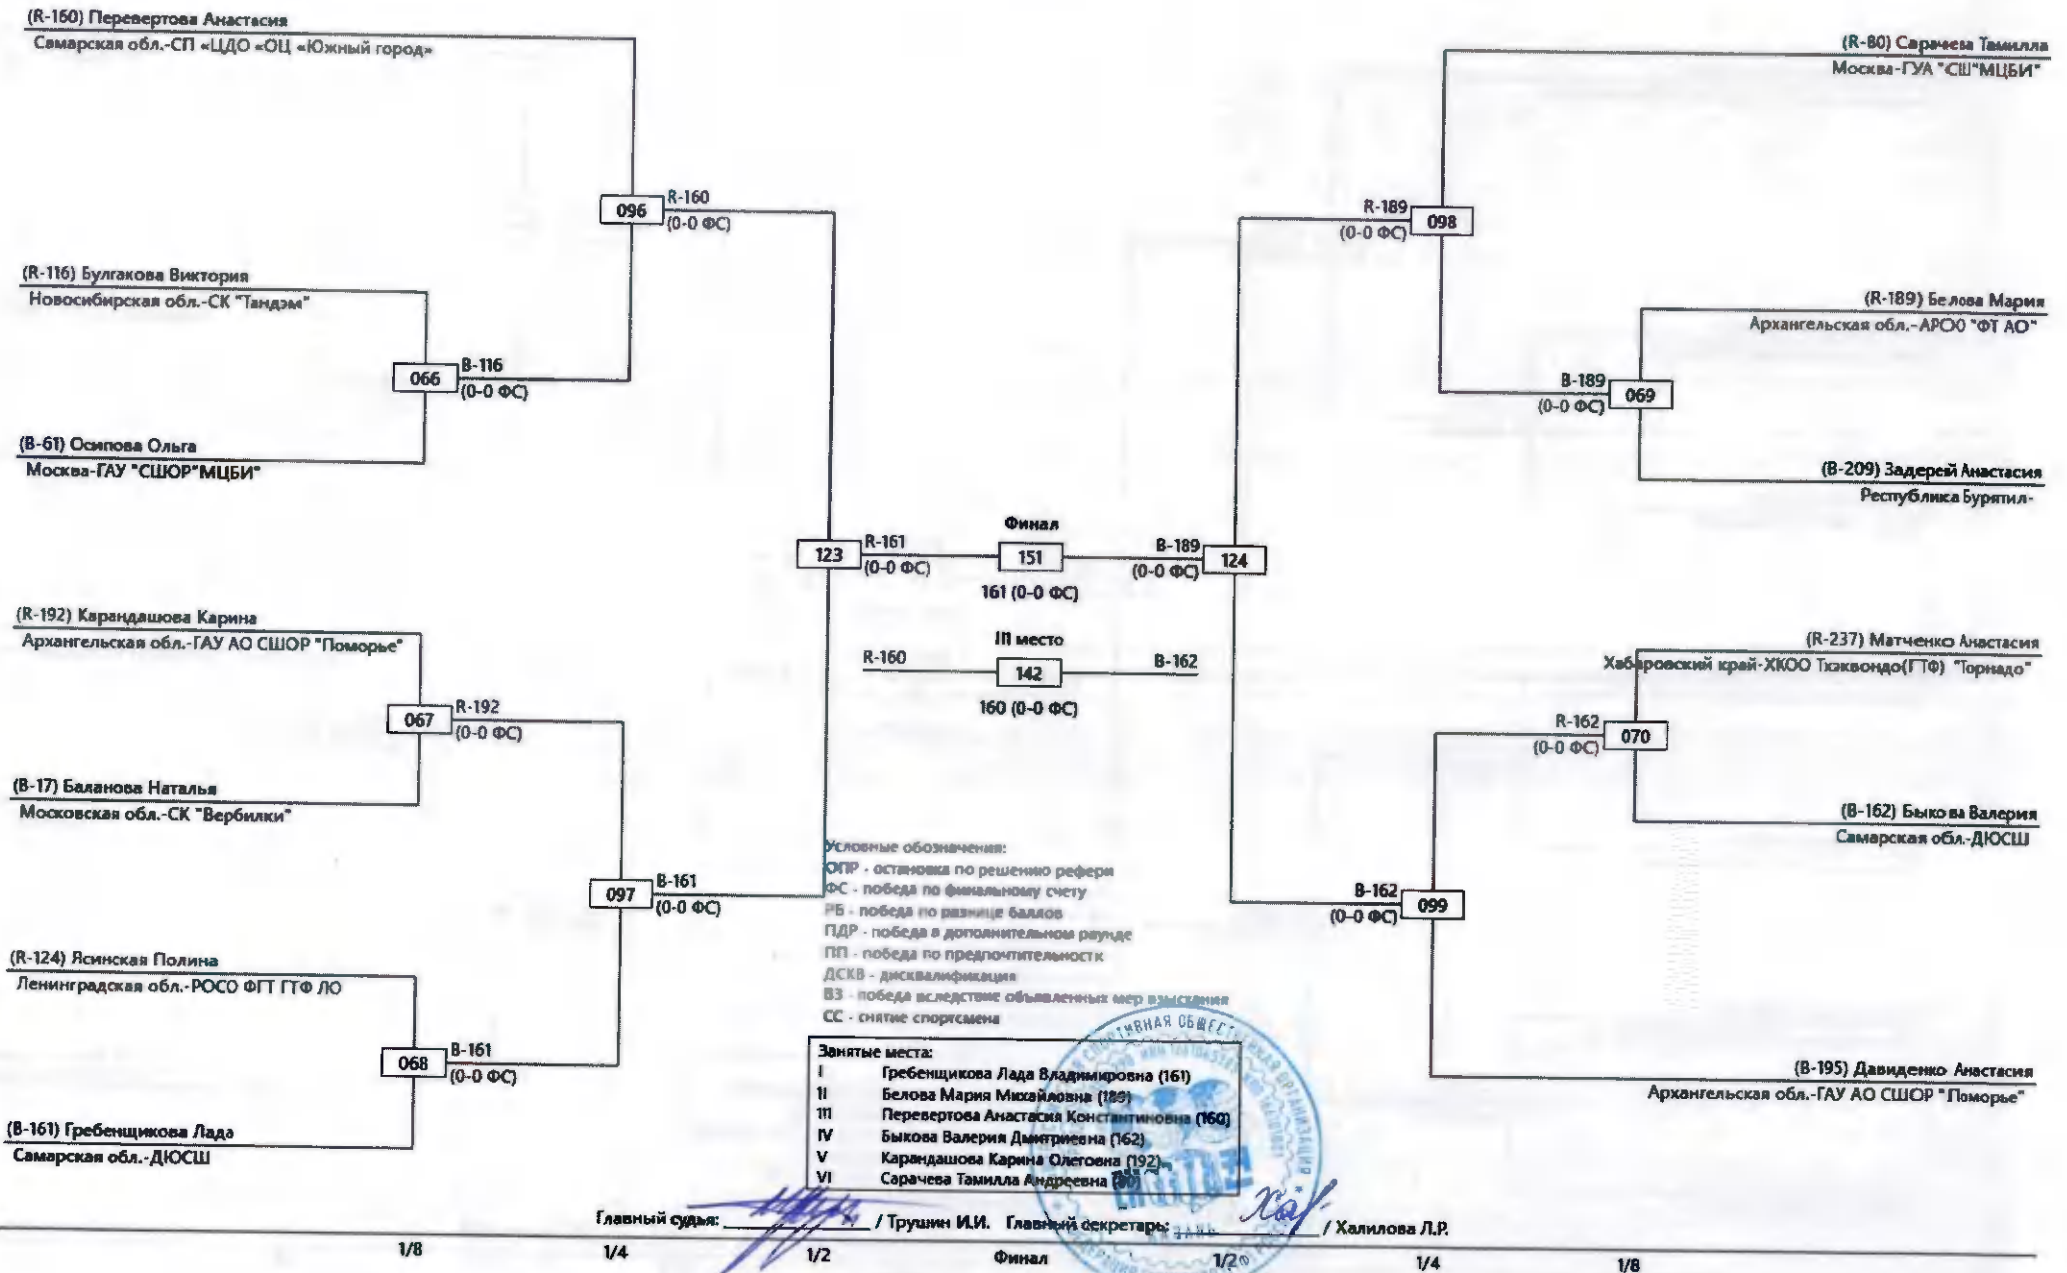 (R-160) Перевертова Анастасия
Самарская обл.-СП «ЦДО «ОЦ «Южный город»
096
R-160
(0-0 ФС)
(R-116) Булгакова Виктория
Новосибирская обл.-СК "Тандэм"
066
B-116
(0-0 ФС)
(B-61) Осипова Ольга
Москва-ГАУ "СШОР"МЦБИ"
123
R-161
(0-0 ФС)
(R-192) Карандашова Карина
Архангельская обл.-ГАУ АО СШОР "Поморье"
067
R-192
(0-0 ФС)
(B-17) Баланова Наталья
Московская обл.-СК "Вербилки"
097
B-161
(0-0 ФС)
(R-124) Ясинская Полина
Ленинградская обл.-РОСО ФГТ ГТФ ЛО
068
B-161
(0-0 ФС)
(B-161) Гребенщикова Лада
Самарская обл.-ДЮСШ
Финал
151
161 (0-0 ФС)
III место
R-160
142
B-162
160 (0-0 ФС)
(R-80) Сарачева Тамилла
Москва-ГУА "СШ"МЦБИ"
R-189
(0-0 ФС)
098
(R-189) Белова Мария
Архангельская обл.-АРОО "ФТ АО"
B-189
(0-0 ФС)
069
(B-209) Задерей Анастасия
Республика Бурятия-
B-189
(0-0 ФС)
124
(R-237) Матченко Анастасия
Хабаровский край-ХКОО Тхэквондо(ГТФ) "Торнадо"
R-162
(0-0 ФС)
070
(B-162) Быкова Валерия
Самарская обл.-ДЮСШ
B-162
(0-0 ФС)
099
(B-195) Давиденко Анастасия
Архангельская обл.-ГАУ АО СШОР "Поморье"
Условные обозначения:
ОПР - остановка по решению рефери
ФС - победа по финальному счету
РБ - победа по разнице баллов
ПДР - победа в дополнительном раунде
ПП - победа по предпочтительности
ДСКВ - дисквалификация
ВЗ - победа вследствие объявленных мер взыскания
СС - снятие спортсмена
Занятые места:
I Гребенщикова Лада Владимировна (161)
II Белова Мария Михайловна (189)
III Перевертова Анастасия Константиновна (160)
IV Быкова Валерия Дмитриевна (162)
V Карандашова Карина Олеговна (192)
VI Сарачева Тамилла Андреевна (80)
Главный судья: / Трушин И.И. Главный секретарь: / Халилова Л.Р.
1/8 1/4 1/2 Финал 1/2 1/4 1/8